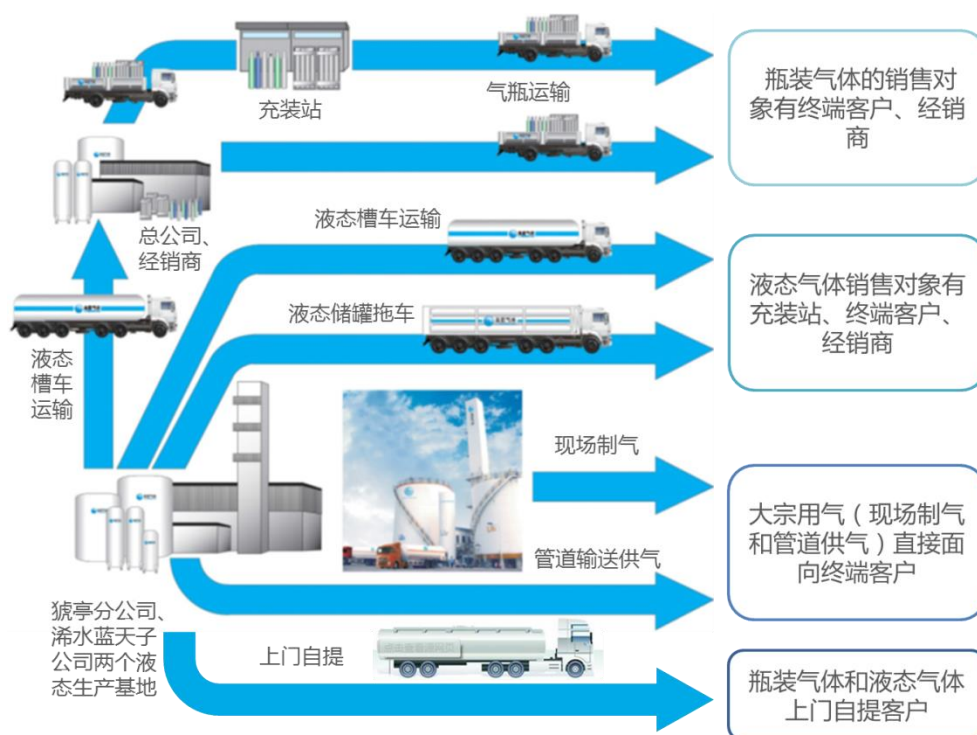 充装站
气瓶运输
瓶装气体的销售对
象有终端客户、经销
商
总公司、
经销商
液态槽车运输
液态储罐拖车
液态气体销售对象有
充装站、终端客户、
经销商
液态
槽车
运输
现场制气
管道输送供气
大宗用气（现场制气
和管道供气）直接面
向终端客户
猇亭分公司、
浠水蓝天子
公司两个液
态生产基地
上门自提
瓶装气体和液态气体
上门自提客户